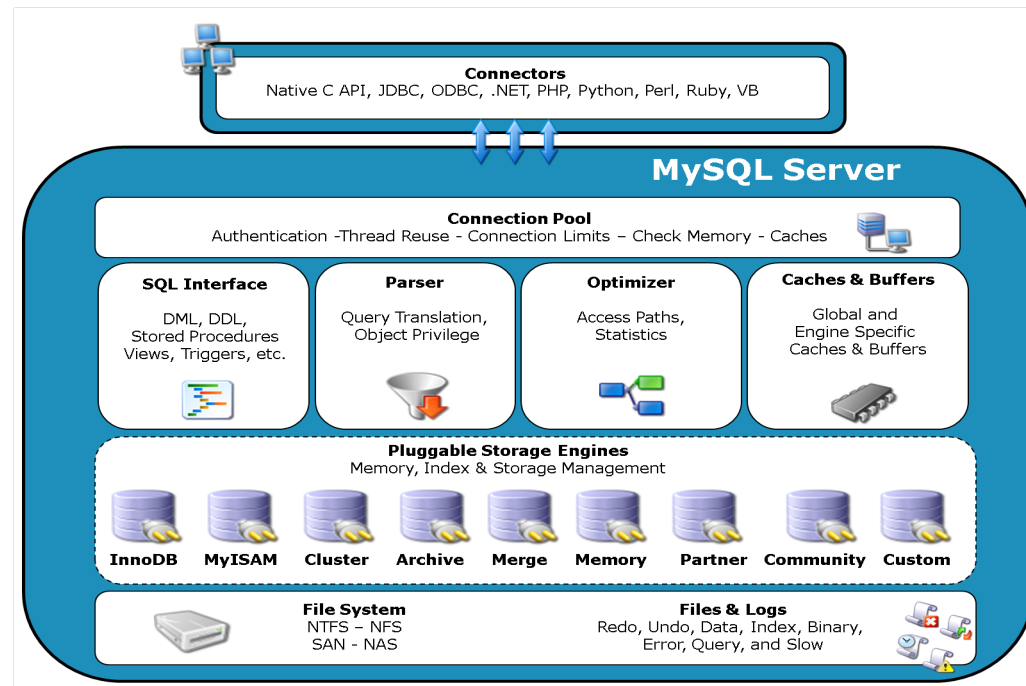 Connectors
Native C API, JDBC, ODBC, .NET, PHP, Python, Perl, Ruby, VB
MySQL Server
Connection Pool
Authentication -Thread Reuse - Connection Limits – Check Memory - Caches
SQL Interface
DML, DDL,
Stored Procedures
Views, Triggers, etc.
Parser
Query Translation,
Object Privilege
Optimizer
Access Paths,
Statistics
Caches & Buffers
Global and
Engine Specific
Caches & Buffers
Pluggable Storage Engines
Memory, Index & Storage Management
InnoDB MyISAM Cluster Archive Merge Memory Partner Community Custom
File System
NTFS – NFS
SAN - NAS
Files & Logs
Redo, Undo, Data, Index, Binary,
Error, Query, and Slow